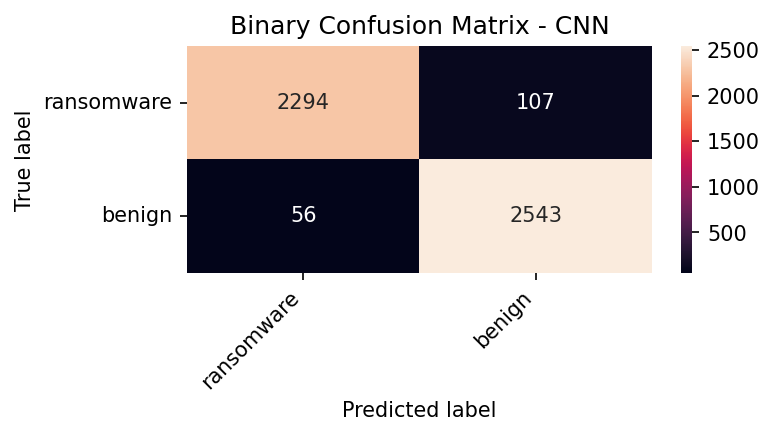 Binary Confusion Matrix - CNN
True label
ransomware
2294
107
benign
56
2543
2500
2000
1500
1000
500
ransomware
benign
Predicted label